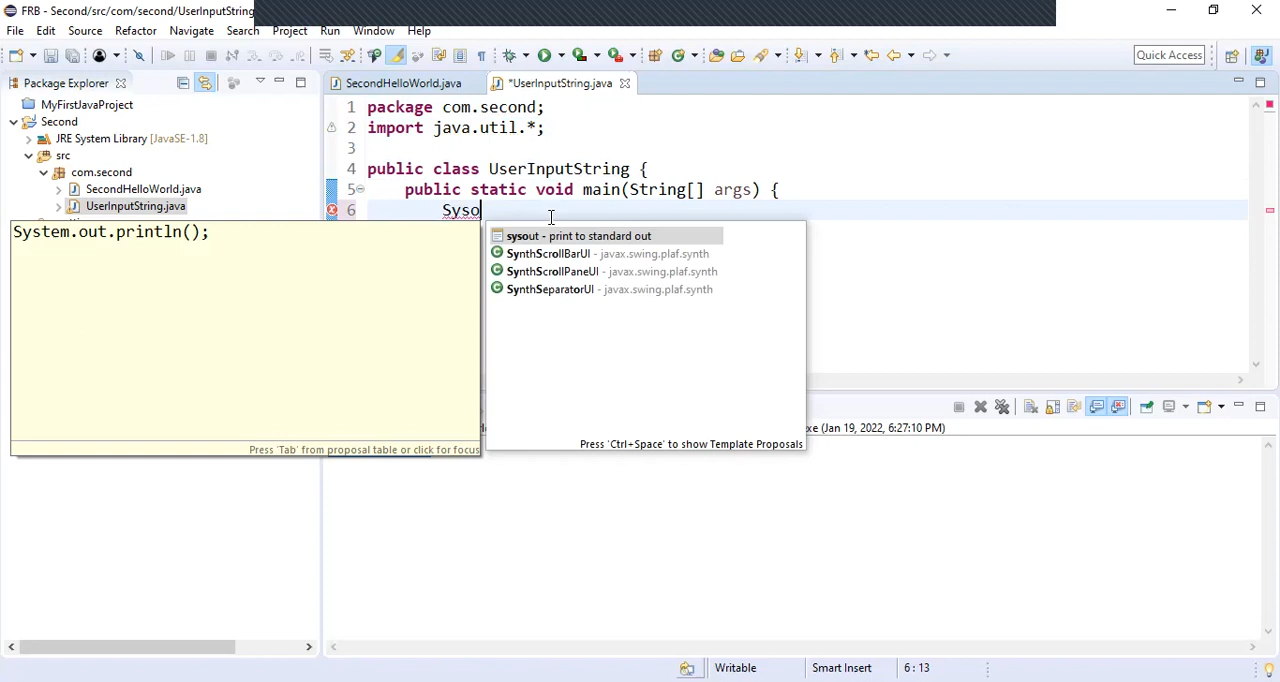 FRB - Second/src/com/second/UserInputString
File Edit Source Refactor Navigate Search Project Run Window Help
Quick Access
Package Explorer
MyFirstJavaProject
Second
JRE System Library [JavaSE-1.8]
src
com.second
SecondHelloWorld.java
UserInputString.java
SecondHelloWorld.java *UserInputString.java
1 package com.second;
2 import java.util.*;
3
4 public class UserInputString {
5 public static void main(String[] args) {
6 Syso
System.out.println();
Press 'Tab' from proposal table or click for focus
sysout - print to standard out
SynthScrollBarUI - javax.swing.plaf.synth
SynthScrollPaneUI - javax.swing.plaf.synth
SynthSeparatorUI - javax.swing.plaf.synth
Press 'Ctrl+Space' to show Template Proposals
xe (Jan 19, 2022, 6:27:10 PM)
Writable Smart Insert 6 : 13